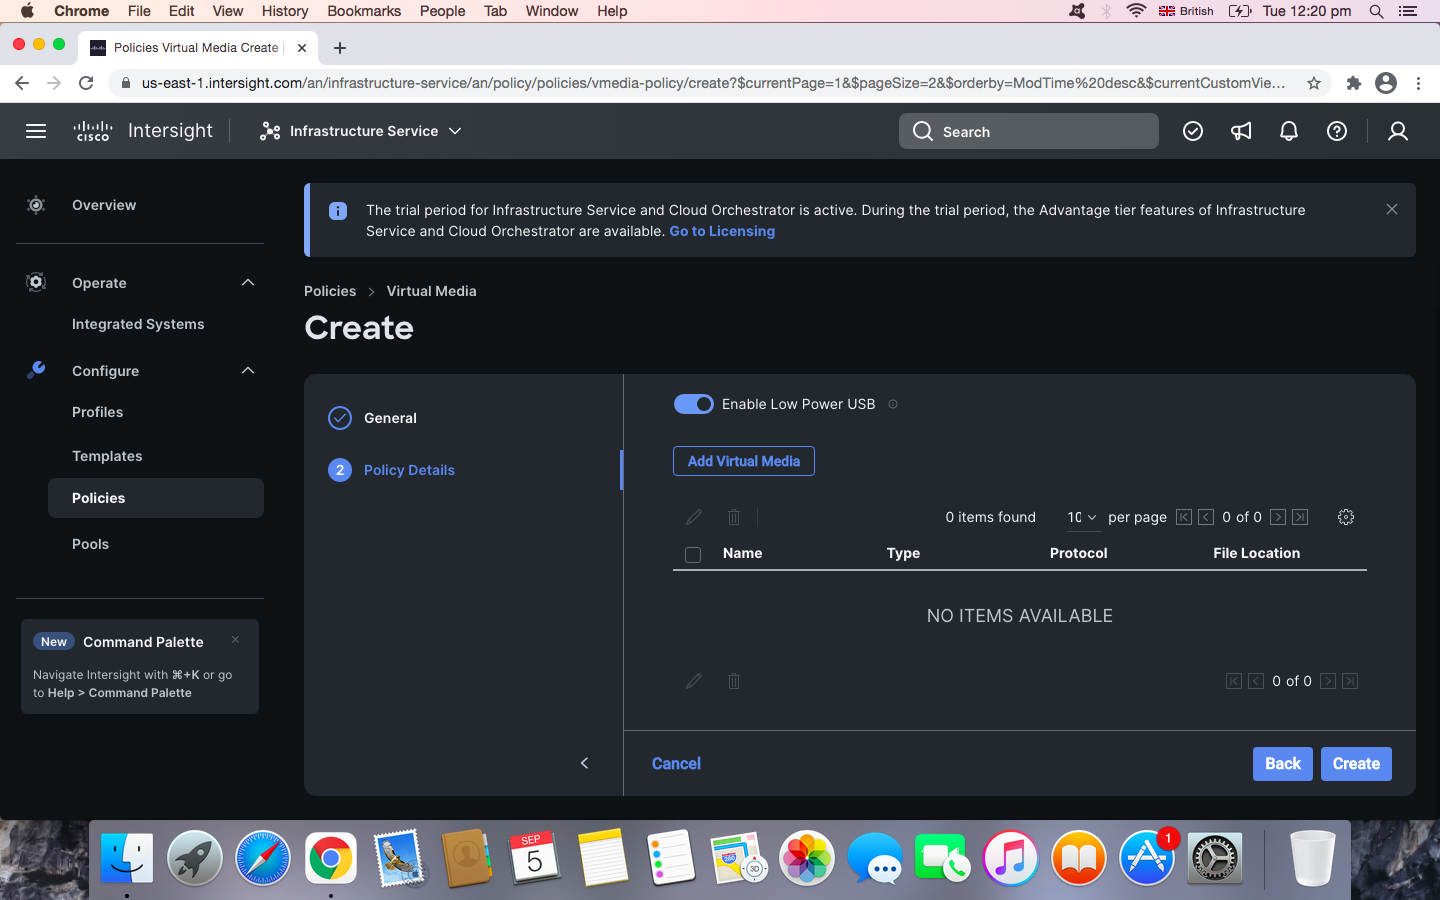 Chrome File Edit View History Bookmarks People Tab Window Help British Tue 12:20 pm
Policies Virtual Media Create
us-east-1.intersight.com/an/infrastructure-service/an/policy/policies/vmedia-policy/create?$currentPage=1&$pageSize=2&$orderby=ModTime%20desc&$currentCustomVie...
cisco Intersight Infrastructure Service Search
Overview
Operate
Integrated Systems
Configure
Profiles
Templates
Policies
Pools
New Command Palette
Navigate Intersight with ⌘+K or go
to Help > Command Palette
The trial period for Infrastructure Service and Cloud Orchestrator is active. During the trial period, the Advantage tier features of Infrastructure
Service and Cloud Orchestrator are available. Go to Licensing
Policies > Virtual Media
Create
General
2 Policy Details
Enable Low Power USB
Add Virtual Media
0 items found 10 per page 0 of 0
Name Type Protocol File Location
NO ITEMS AVAILABLE
0 of 0
Cancel Back Create
SEP
5
280
3D
1